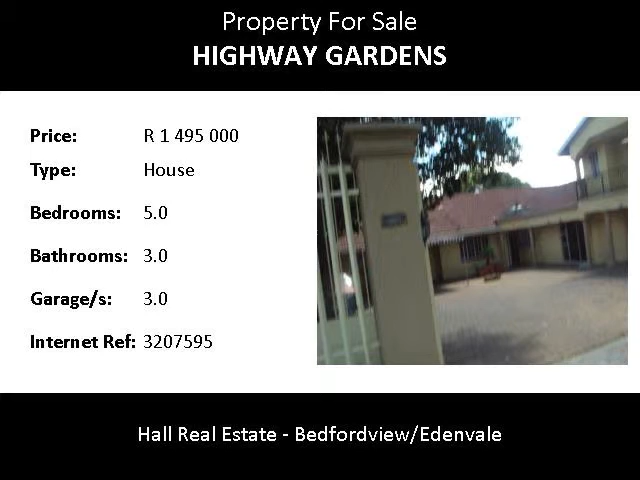 Property For Sale
HIGHWAY GARDENS
Price: R 1 495 000
Type: House
Bedrooms: 5.0
Bathrooms: 3.0
Garage/s: 3.0
Internet Ref: 3207595
Hall Real Estate - Bedfordview/Edenvale